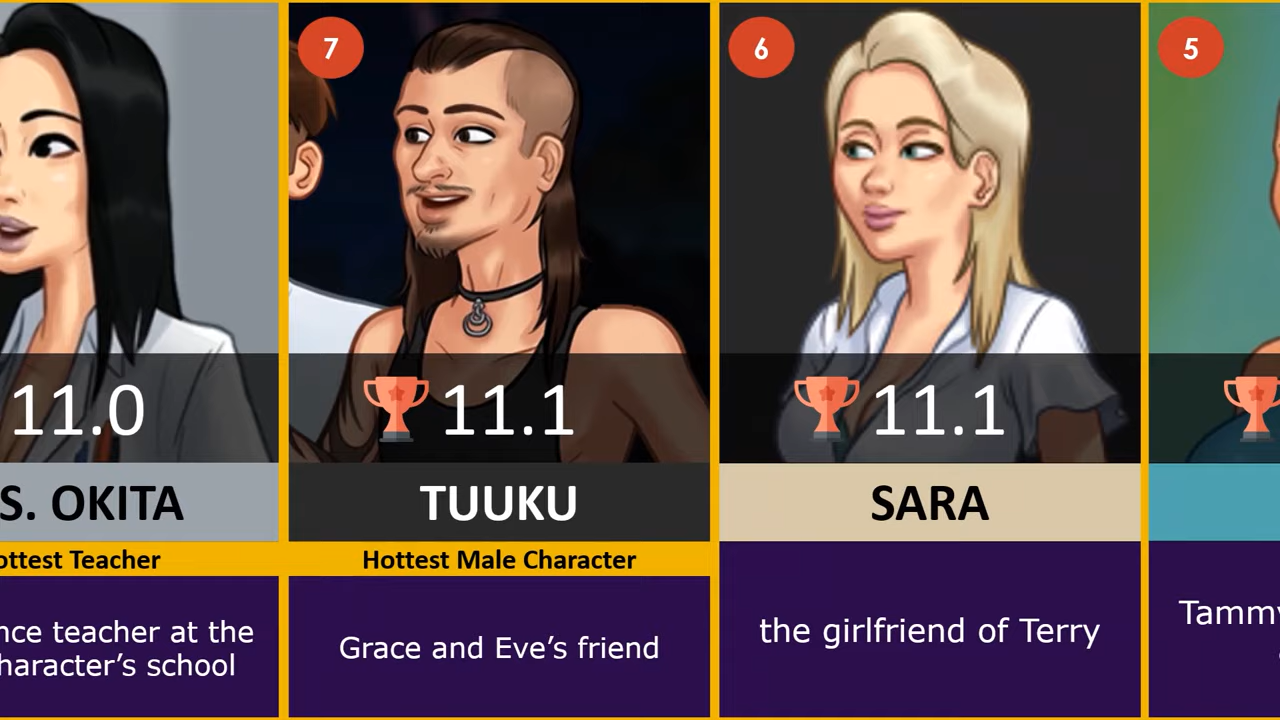 11.0
S. OKITA
ottest Teacher
nce teacher at the
haracter's school
7
11.1
TUUKU
Hottest Male Character
Grace and Eve's friend
6
11.1
SARA
the girlfriend of Terry
5
Tammy